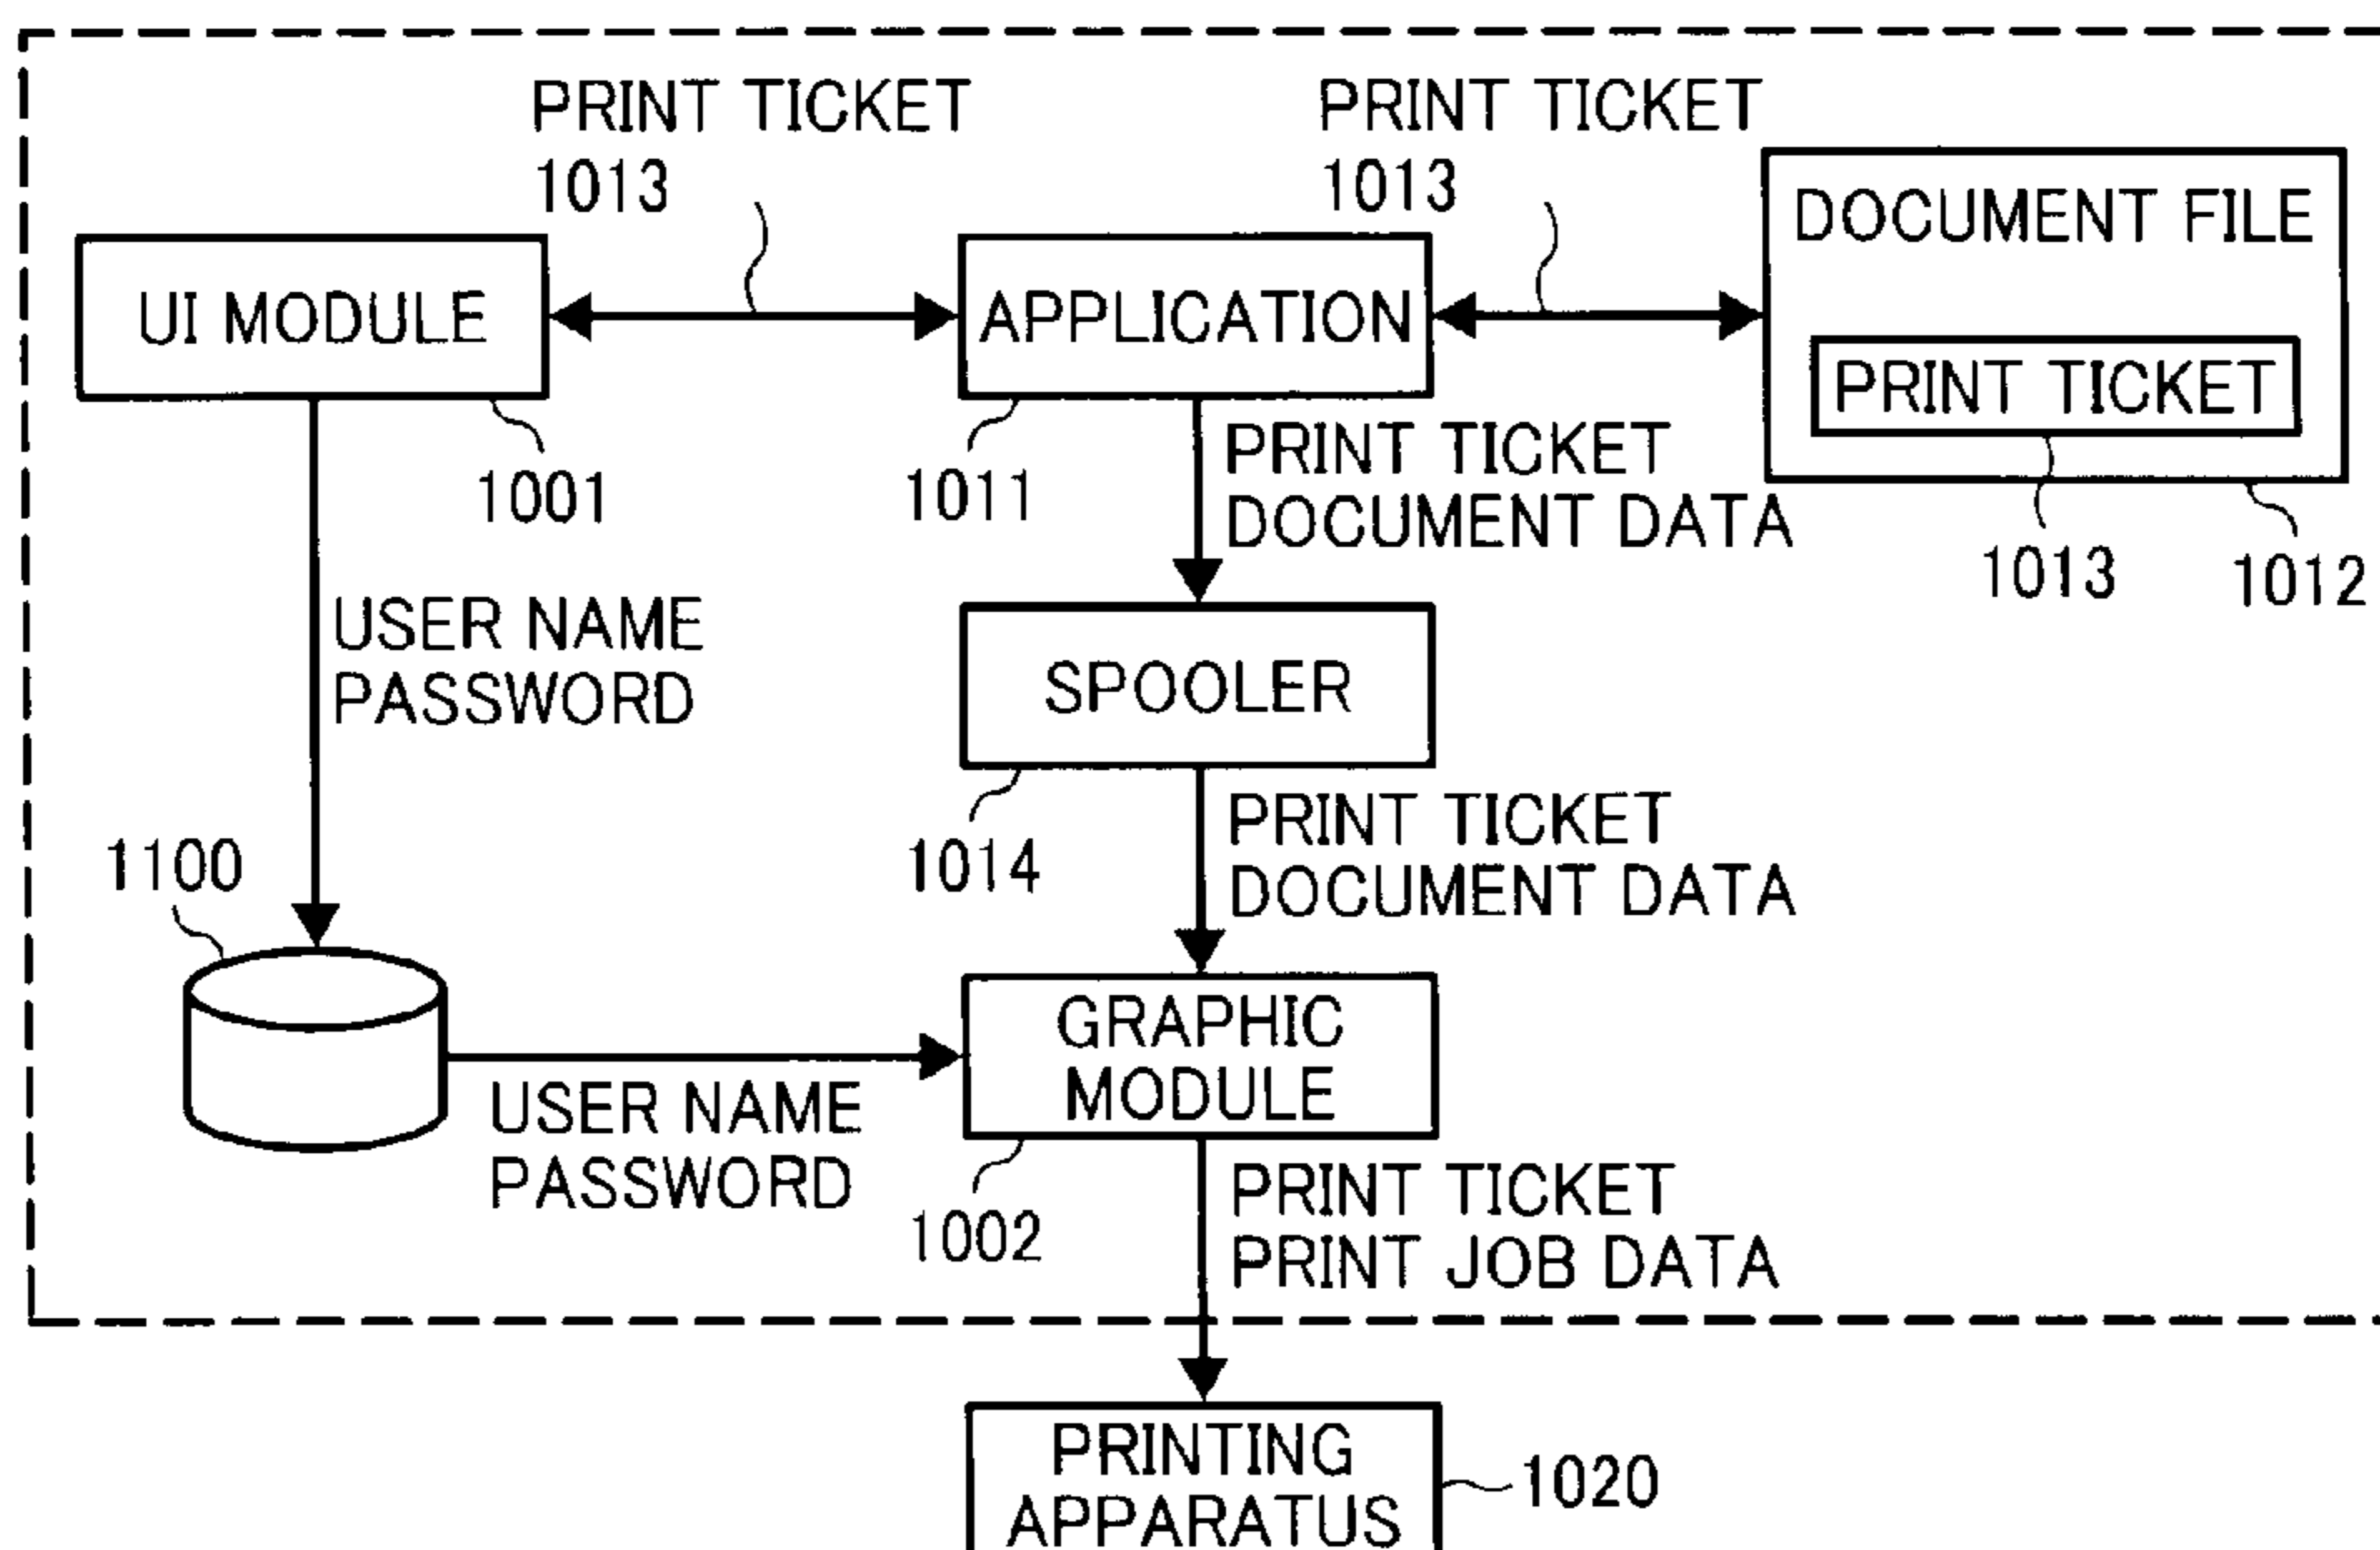 PRINT TICKET
1013
PRINT TICKET
1013
DOCUMENT FILE
UI MODULE
APPLICATION
PRINT TICKET
1001
1011
PRINT TICKET
DOCUMENT DATA
1013
1012
USER NAME
PASSWORD
SPOOLER
1100
1014
PRINT TICKET
DOCUMENT DATA
GRAPHIC
MODULE
USER NAME
PASSWORD
1002
PRINT TICKET
PRINT JOB DATA
PRINTING
APPARATUS
1020